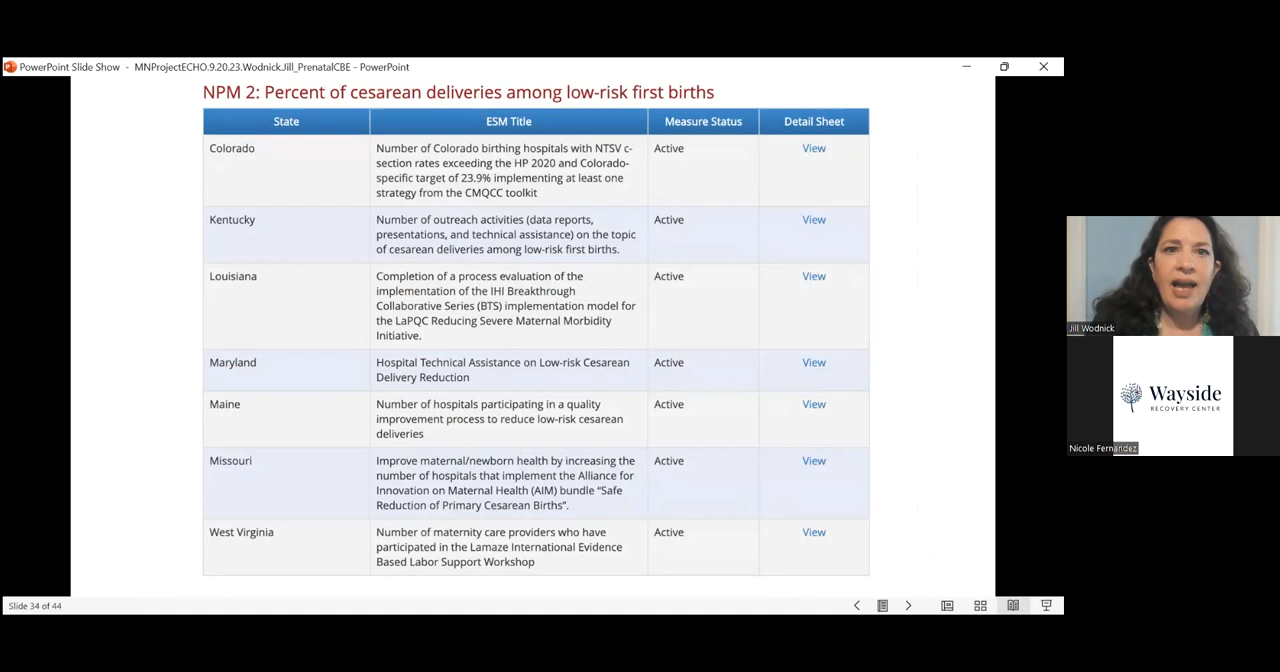 PowerPoint Slide Show - MNProjectECHO.9.20.23.Wodnick.Jill_PrenatalCBE - PowerPoint
NPM 2: Percent of cesarean deliveries among low-risk first births
State ESM Title Measure Status Detail Sheet
Colorado Number of Colorado birthing hospitals with NTSV c- Active View
section rates exceeding the HP 2020 and Colorado-
specific target of 23.9% implementing at least one
strategy from the CMQCC toolkit
Kentucky Number of outreach activities (data reports, Active View
presentations, and technical assistance) on the topic
of cesarean deliveries among low-risk first births.
Louisiana Completion of a process evaluation of the Active View
implementation of the IHI Breakthrough
Collaborative Series (BTS) implementation model for
the LaPQC Reducing Severe Maternal Morbidity
Initiative.
Maryland Hospital Technical Assistance on Low-risk Cesarean Active View
Delivery Reduction
Maine Number of hospitals participating in a quality Active View
improvement process to reduce low-risk cesarean
deliveries
Missouri Improve maternal/newborn health by increasing the Active View
number of hospitals that implement the Alliance for
Innovation on Maternal Health (AIM) bundle “Safe
Reduction of Primary Cesarean Births”.
West Virginia Number of maternity care providers who have Active View
participated in the Lamaze International Evidence
Based Labor Support Workshop
Slide 34 of 44
Jill Wodnick
Wayside
RECOVERY CENTER
Nicole Fernandez